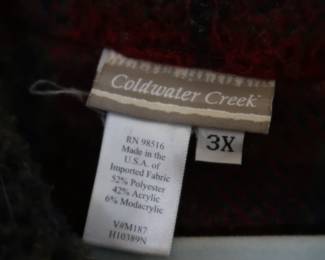 Coldwater Creek
3X
RN 98516
Made in the
U.S.A. of
Imported Fabric
52% Polyester
42% Acrylic
6% Modacrylic
V#M187
H10389N